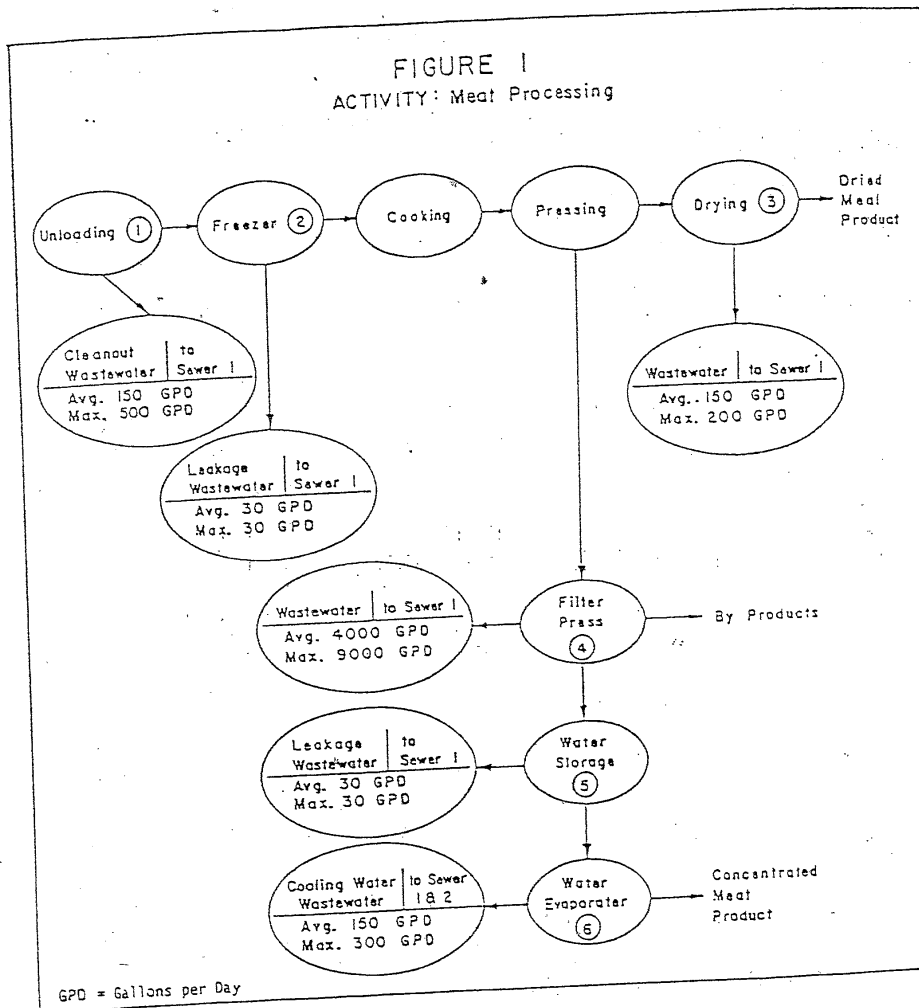 FIGURE 1
ACTIVITY: Meat Processing
Unloading 1
Freezer 2
Cooking
Pressing
Drying 3
Dried
Meal
Product
Cleanout
Wastewater
to
Sewer 1
Avg. 150 GPD
Max. 500 GPD
Leakage
Wastewater
to
Sewer 1
Avg. 30 GPD
Max. 30 GPD
Wastewater to Sewer 1
Avg. 150 GPD
Max. 200 GPD
Wastewater to Sewer 1
Avg. 4000 GPD
Max. 9000 GPD
Filter
Press
4
By Products
Leakage
Wastewater
to
Sewer 1
Avg. 30 GPD
Max. 30 GPD
Water
Storage
5
Cooling Water
Wastewater
to Sewer
1 & 2
Avg. 150 GPD
Max. 300 GPD
Water
Evaporater
6
Concentrated
Meat
Product
GPD = Gallons per Day